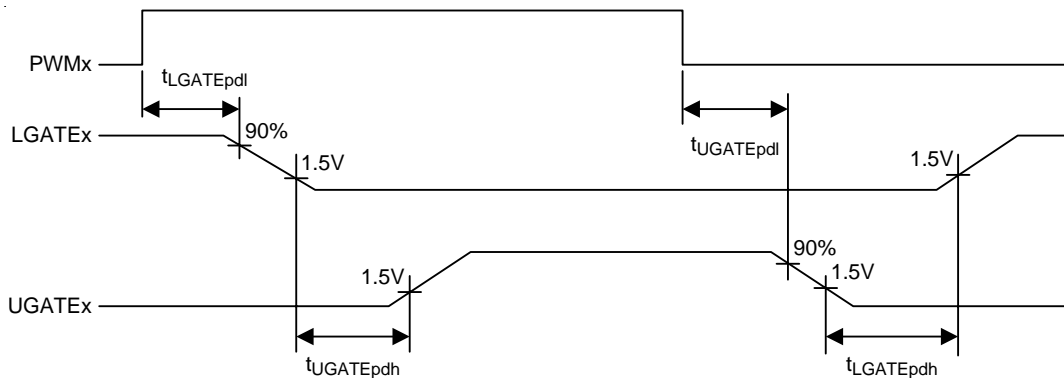 PWMx
tLGATEpdl
LGATEx
90%
1.5V
tUGATEpdl
1.5V
90%
1.5V
1.5V
UGATEx
tUGATEpdh
tLGATEpdh